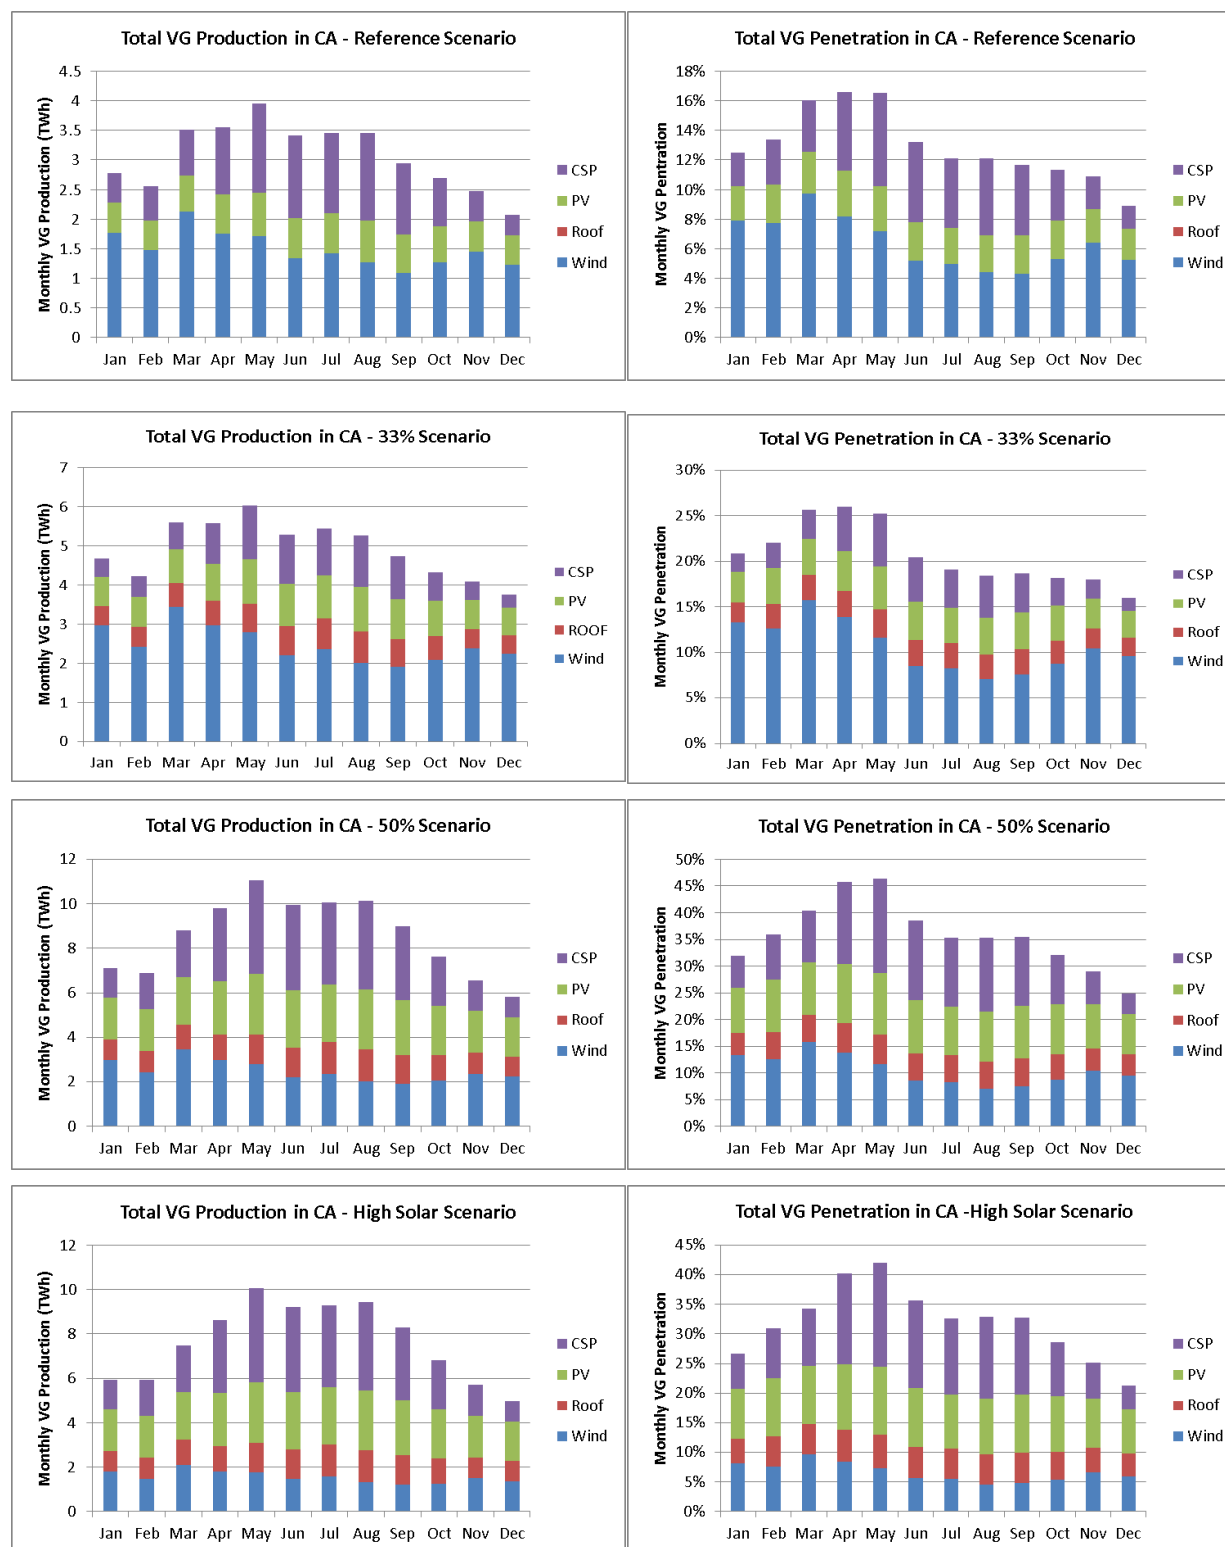 Total VG Production in CA - Reference Scenario
Monthly VG Production (TWh)
4.5
4
3.5
3
2.5
2
1.5
1
0.5
0
Jan Feb Mar Apr May Jun Jul Aug Sep Oct Nov Dec
CSP
PV
Roof
Wind
Total VG Penetration in CA - Reference Scenario
Monthly VG Pentration
18%
16%
14%
12%
10%
8%
6%
4%
2%
0%
Jan Feb Mar Apr May Jun Jul Aug Sep Oct Nov Dec
CSP
PV
Roof
Wind
Total VG Production in CA - 33% Scenario
Monthly VG Production (TWh)
7
6
5
4
3
2
1
0
Jan Feb Mar Apr May Jun Jul Aug Sep Oct Nov Dec
CSP
PV
ROOF
Wind
Total VG Penetration in CA - 33% Scenario
Monthly VG Penetration
30%
25%
20%
15%
10%
5%
0%
Jan Feb Mar Apr May Jun Jul Aug Sep Oct Nov Dec
CSP
PV
Roof
Wind
Total VG Production in CA - 50% Scenario
Monthly VG Production (TWh)
12
10
8
6
4
2
0
Jan Feb Mar Apr May Jun Jul Aug Sep Oct Nov Dec
CSP
PV
Roof
Wind
Total VG Penetration in CA - 50% Scenario
Monthly VG Penetration
50%
45%
40%
35%
30%
25%
20%
15%
10%
5%
0%
Jan Feb Mar Apr May Jun Jul Aug Sep Oct Nov Dec
CSP
PV
Roof
Wind
Total VG Production in CA - High Solar Scenario
Monthly VG Production (TWh)
12
10
8
6
4
2
0
Jan Feb Mar Apr May Jun Jul Aug Sep Oct Nov Dec
CSP
PV
Roof
Wind
Total VG Penetration in CA -High Solar Scenario
Monthly VG Penetration
45%
40%
35%
30%
25%
20%
15%
10%
5%
0%
Jan Feb Mar Apr May Jun Jul Aug Sep Oct Nov Dec
CSP
PV
Roof
Wind